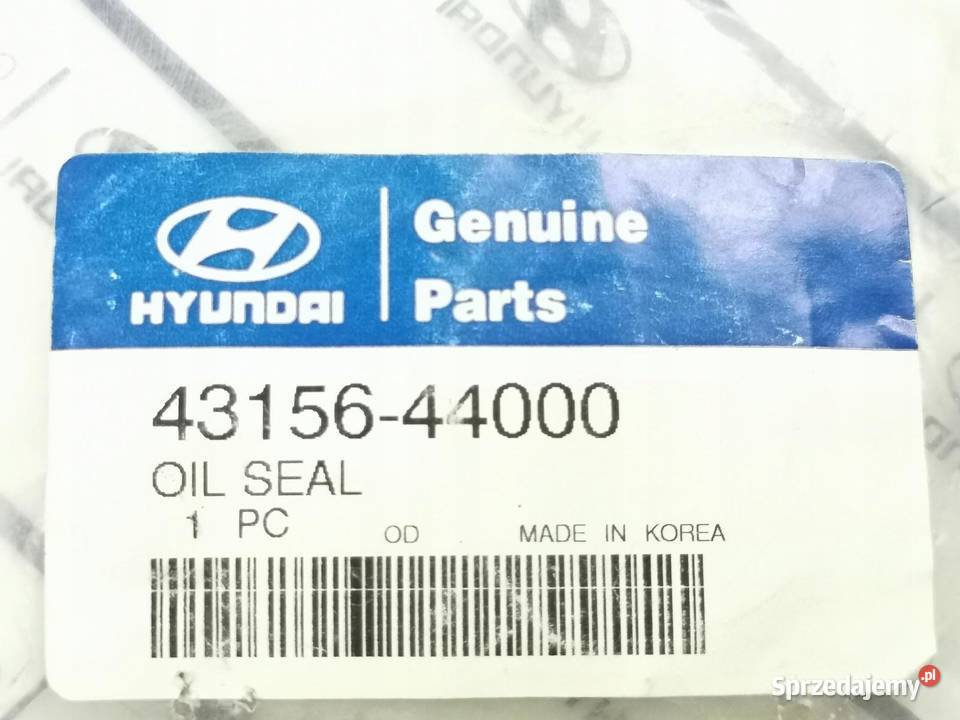 HYUNDAI
Genuine
Parts
43156-44000
OIL SEAL
1 PC
OD
MADE IN KOREA
Sprzedajemy.pl